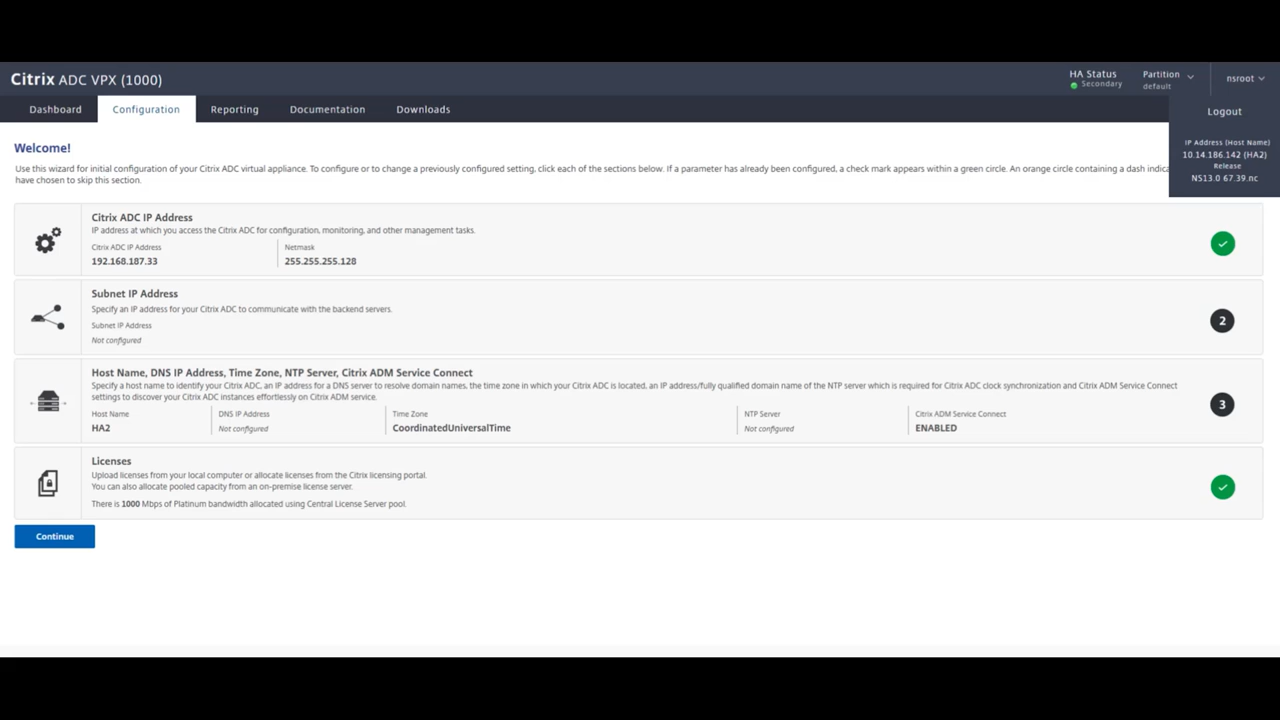 Citrix ADC VPX (1000)
HA Status
Secondary
Partition
default
nsroot
Dashboard
Configuration
Reporting
Documentation
Downloads
Logout
IP Address (Host Name)
10.14.186.142 (HA2)
Release
NS13.0 67.39.nc
Welcome!
Use this wizard for initial configuration of your Citrix ADC virtual appliance. To configure or to change a previously configured setting, click each of the sections below. If a parameter has already been configured, a check mark appears within a green circle. An orange circle containing a dash indica
have chosen to skip this section.
Citrix ADC IP Address
IP address at which you access the Citrix ADC for configuration, monitoring, and other management tasks.
Citrix ADC IP Address
192.168.187.33
Netmask
255.255.255.128
Subnet IP Address
Specify an IP address for your Citrix ADC to communicate with the backend servers.
Subnet IP Address
Not configured
2
Host Name, DNS IP Address, Time Zone, NTP Server, Citrix ADM Service Connect
Specify a host name to identify your Citrix ADC, an IP address for a DNS server to resolve domain names, the time zone in which your Citrix ADC is located, an IP address/fully qualified domain name of the NTP server which is required for Citrix ADC clock synchronization and Citrix ADM Service Connect
settings to discover your Citrix ADC instances effortlessly on Citrix ADM service.
Host Name
HA2
DNS IP Address
Not configured
Time Zone
CoordinatedUniversalTime
NTP Server
Not configured
Citrix ADM Service Connect
ENABLED
3
Licenses
Upload licenses from your local computer or allocate licenses from the Citrix licensing portal.
You can also allocate pooled capacity from an on-premise license server.
There is 1000 Mbps of Platinum bandwidth allocated using Central License Server pool.
Continue